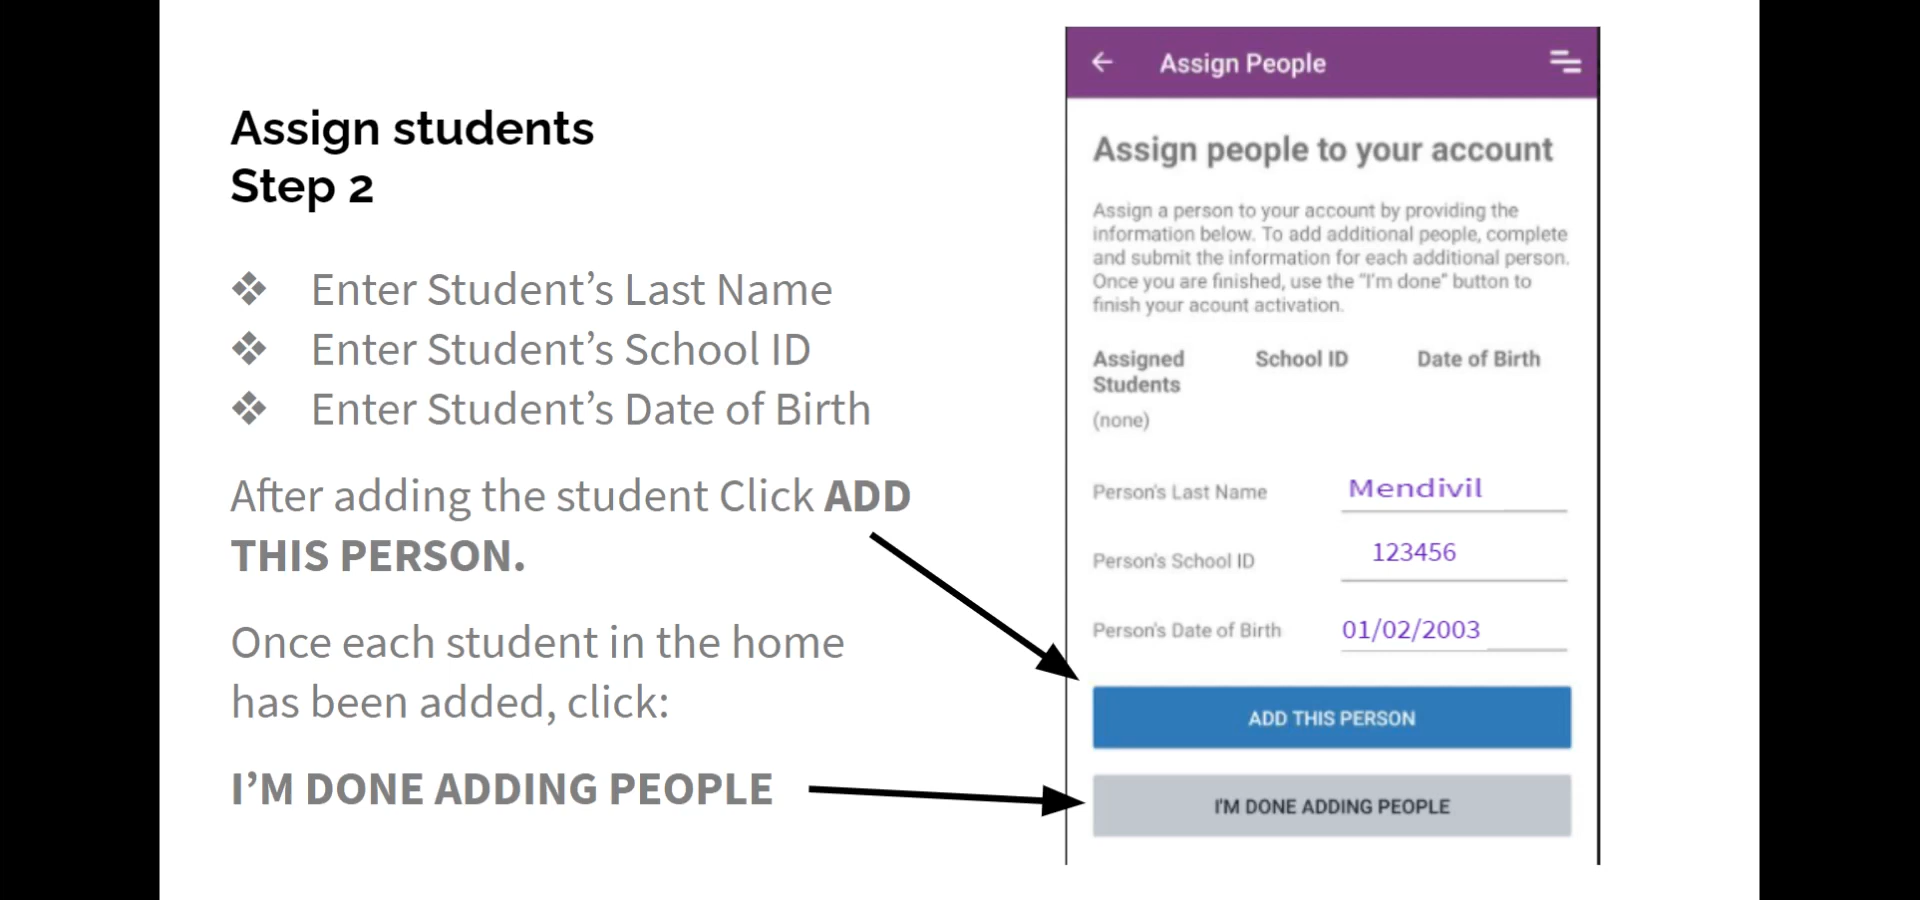 Assign students
Step 2
❖ Enter Student’s Last Name
❖ Enter Student’s School ID
❖ Enter Student’s Date of Birth
After adding the student Click ADD
THIS PERSON.
Once each student in the home
has been added, click:
I’M DONE ADDING PEOPLE
Assign People
Assign people to your account
Assign a person to your account by providing the
information below. To add additional people, complete
and submit the information for each additional person.
Once you are finished, use the "I'm done" button to
finish your acount activation.
Assigned School ID Date of Birth
Students
(none)
Person's Last Name Mendivil
Person's School ID 123456
Person's Date of Birth 01/02/2003
ADD THIS PERSON
I'M DONE ADDING PEOPLE